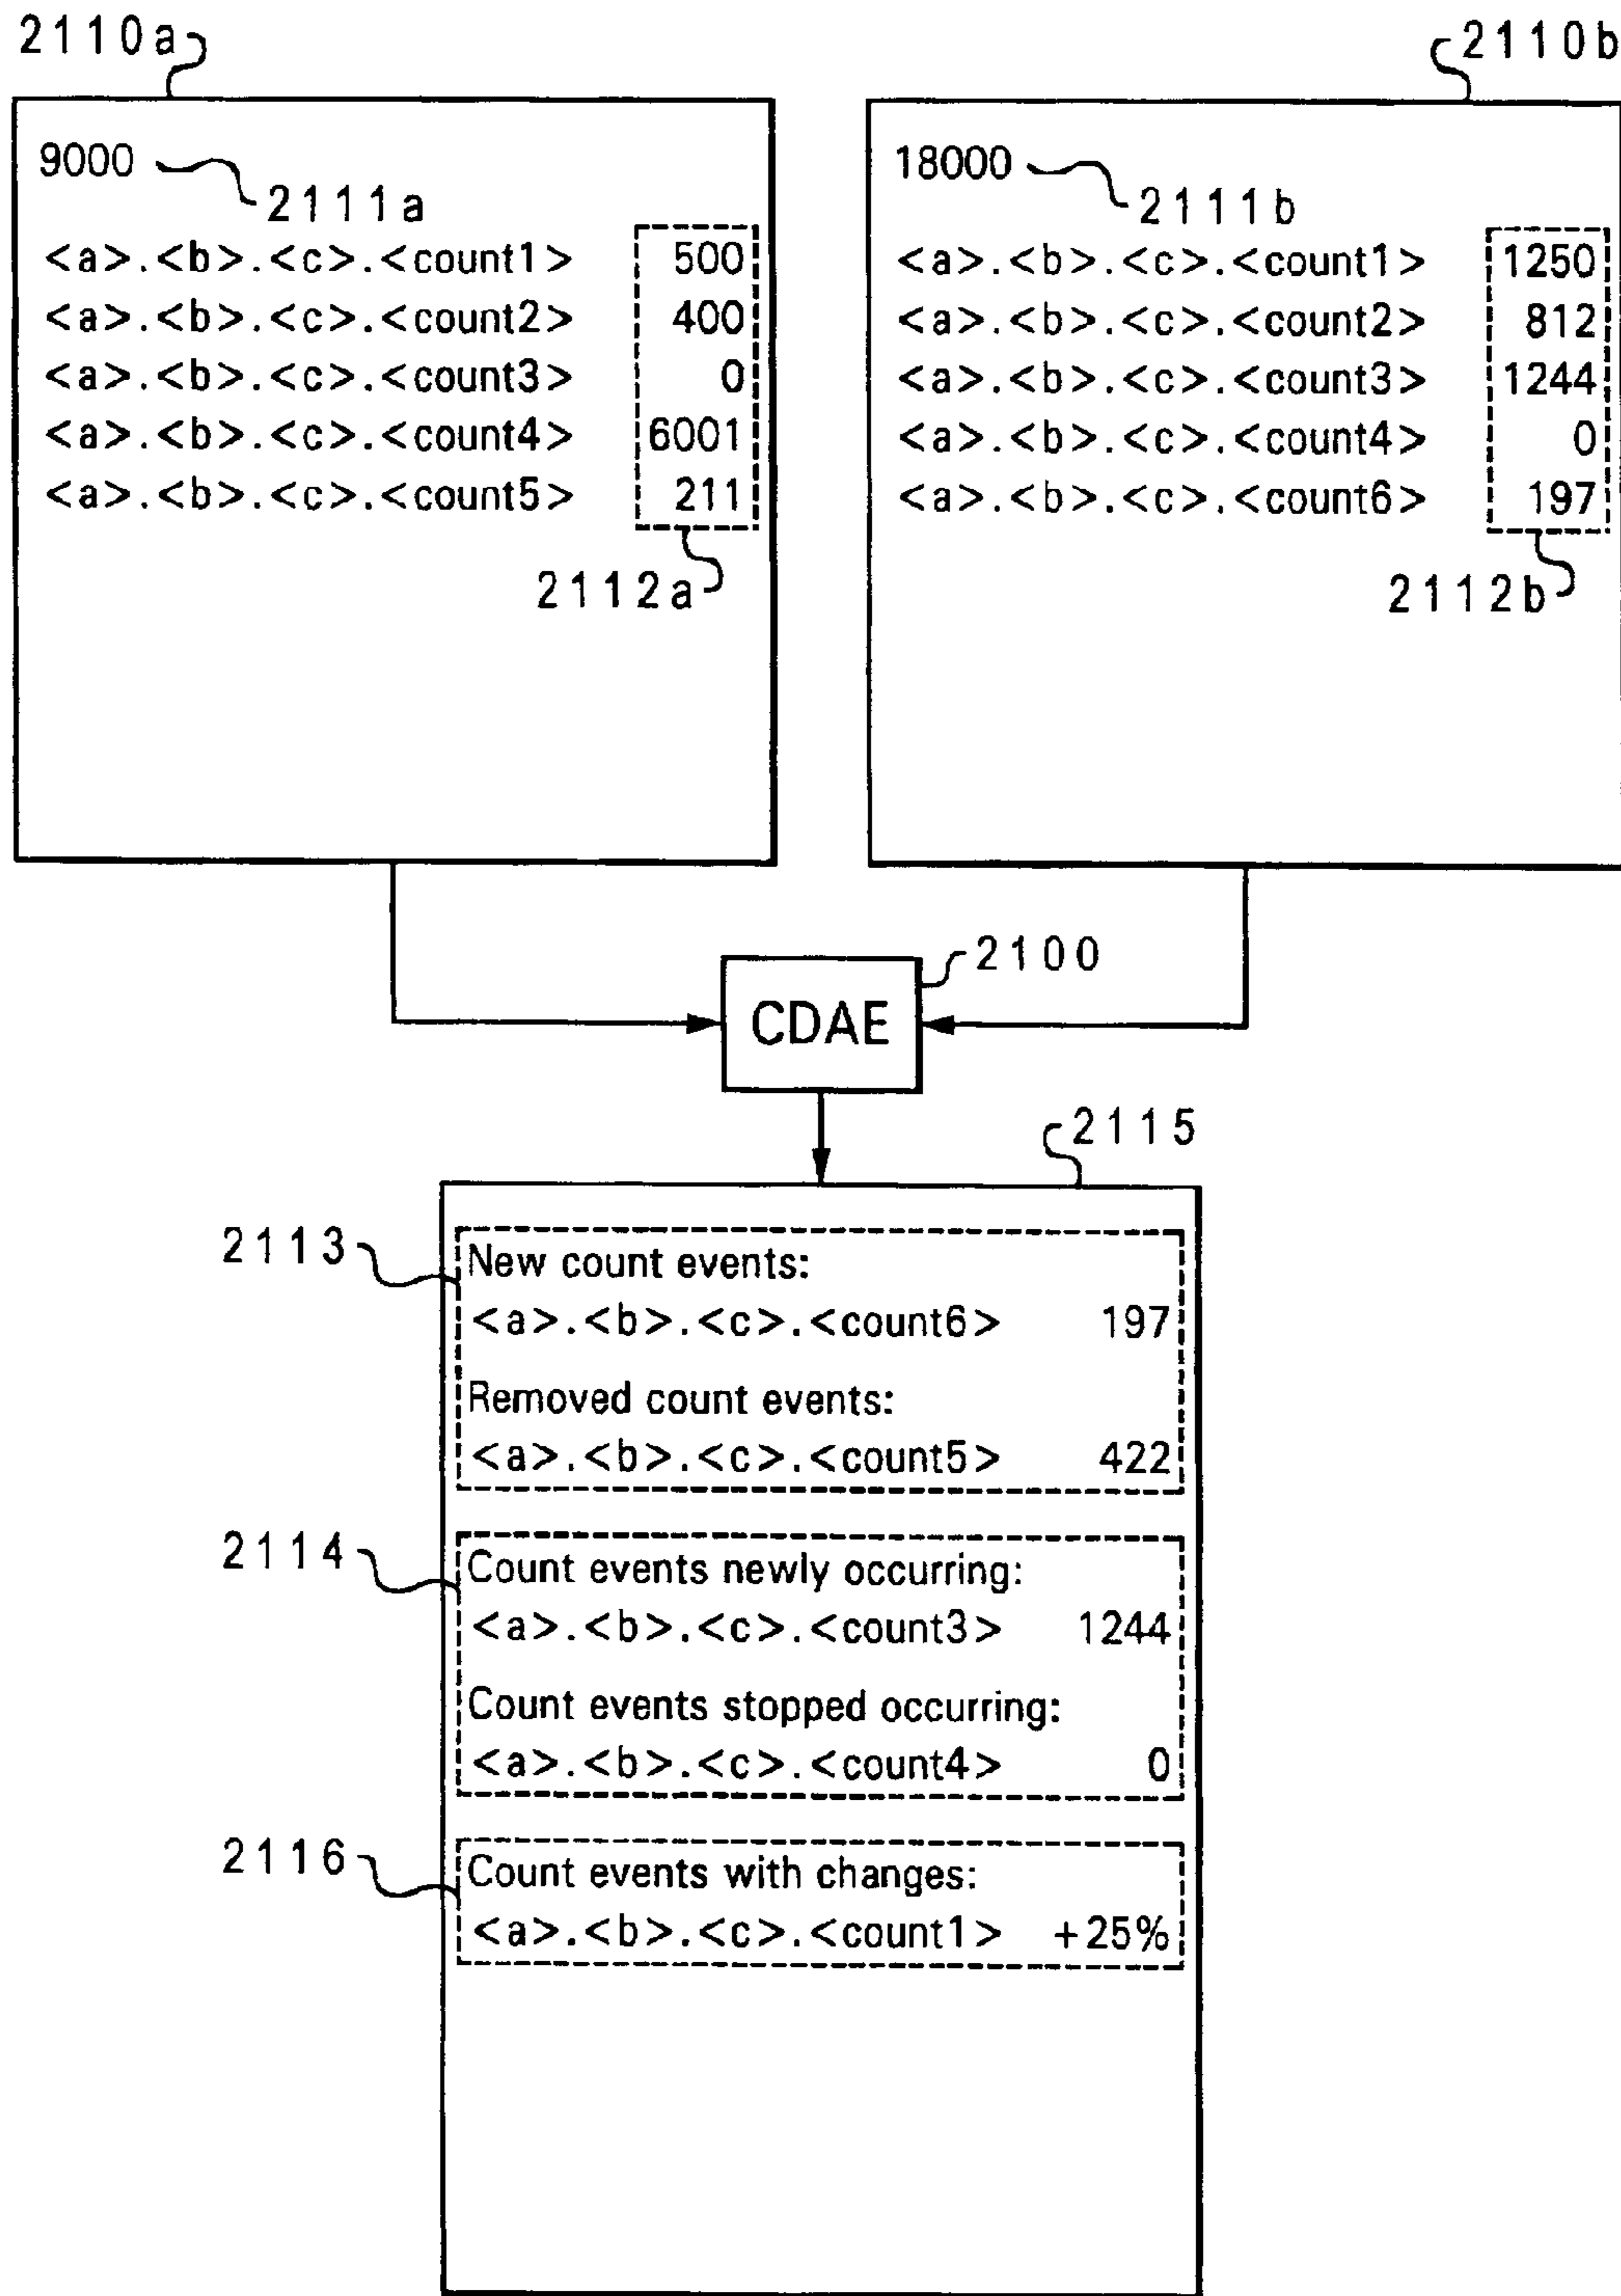 2110a
2110b
9000
2111a
<a>.<b>.<c>.<count1> 500
<a>.<b>.<c>.<count2> 400
<a>.<b>.<c>.<count3> 0
<a>.<b>.<c>.<count4> 6001
<a>.<b>.<c>.<count5> 211
2112a
18000
2111b
<a>.<b>.<c>.<count1> 1250
<a>.<b>.<c>.<count2> 812
<a>.<b>.<c>.<count3> 1244
<a>.<b>.<c>.<count4> 0
<a>.<b>.<c>.<count6> 197
2112b
2100
CDAE
2115
2113
New count events:
<a>.<b>.<c>.<count6> 197
Removed count events:
<a>.<b>.<c>.<count5> 422
2114
Count events newly occurring:
<a>.<b>.<c>.<count3> 1244
Count events stopped occurring:
<a>.<b>.<c>.<count4> 0
2116
Count events with changes:
<a>.<b>.<c>.<count1> +25%